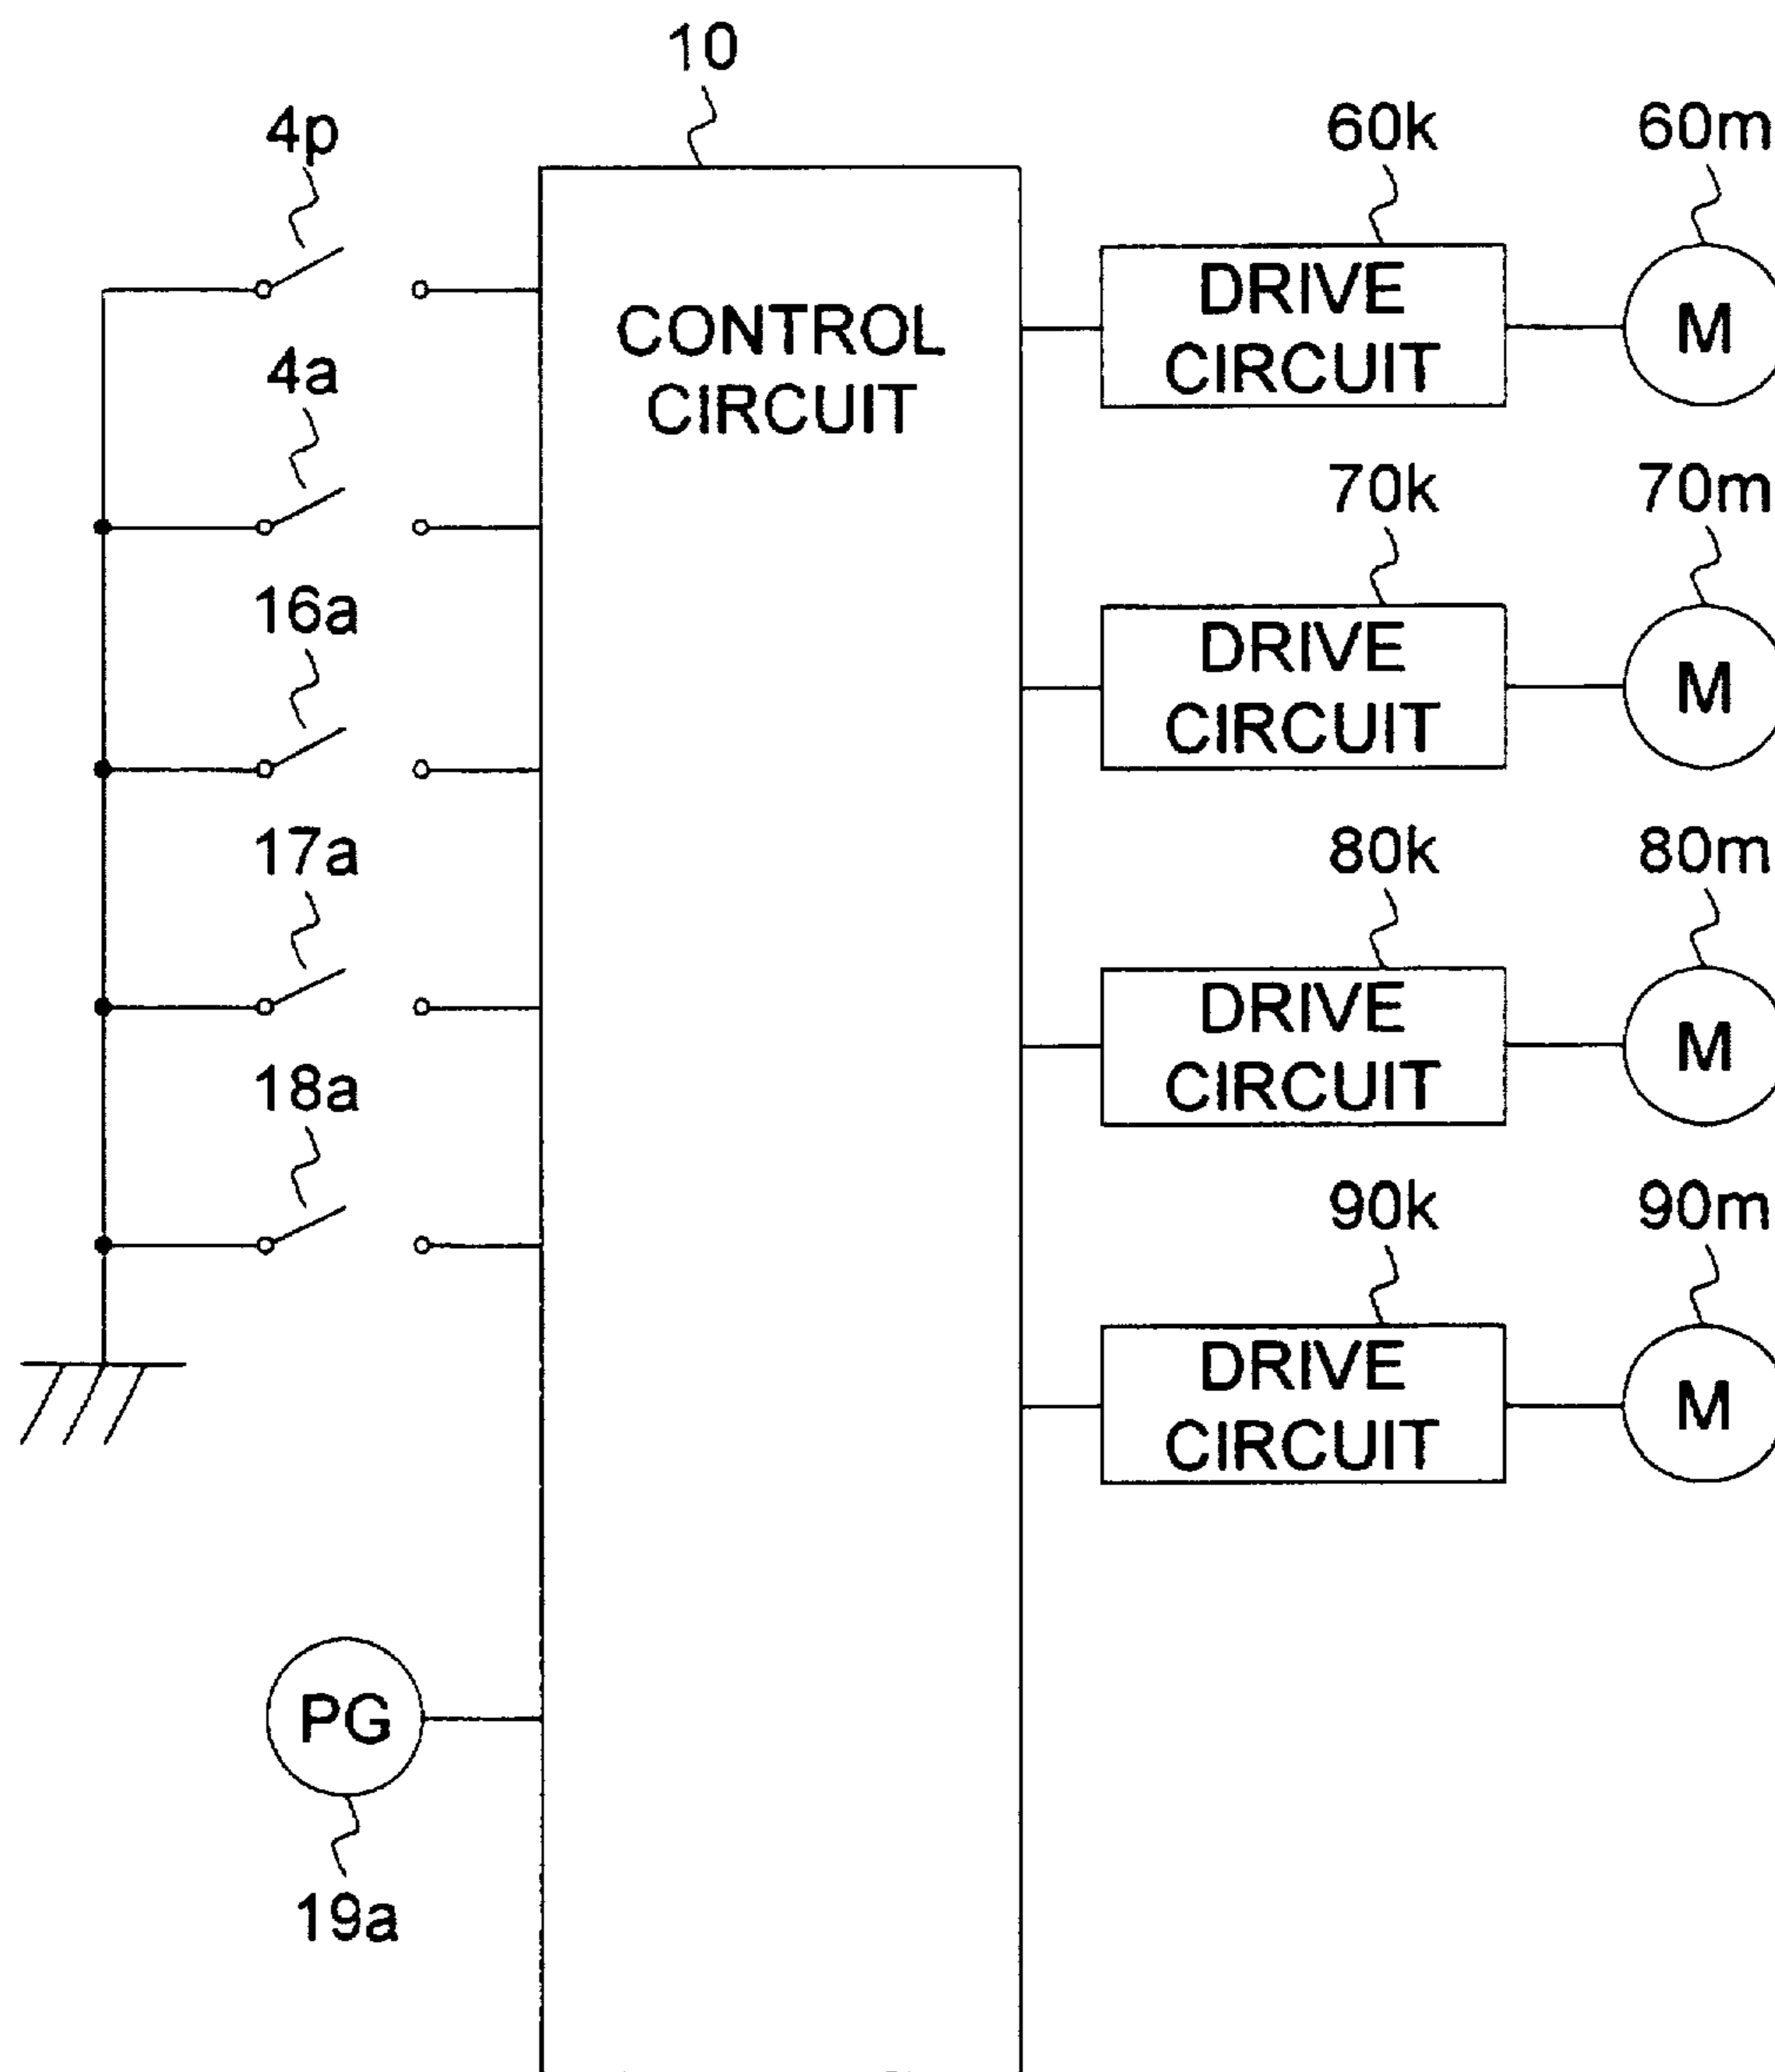 10
4p
60k
60m
CONTROL
CIRCUIT
DRIVE
CIRCUIT
M
4a
16a
70k
70m
DRIVE
CIRCUIT
M
17a
80k
80m
DRIVE
CIRCUIT
M
18a
90k
90m
DRIVE
CIRCUIT
M
PG
19a